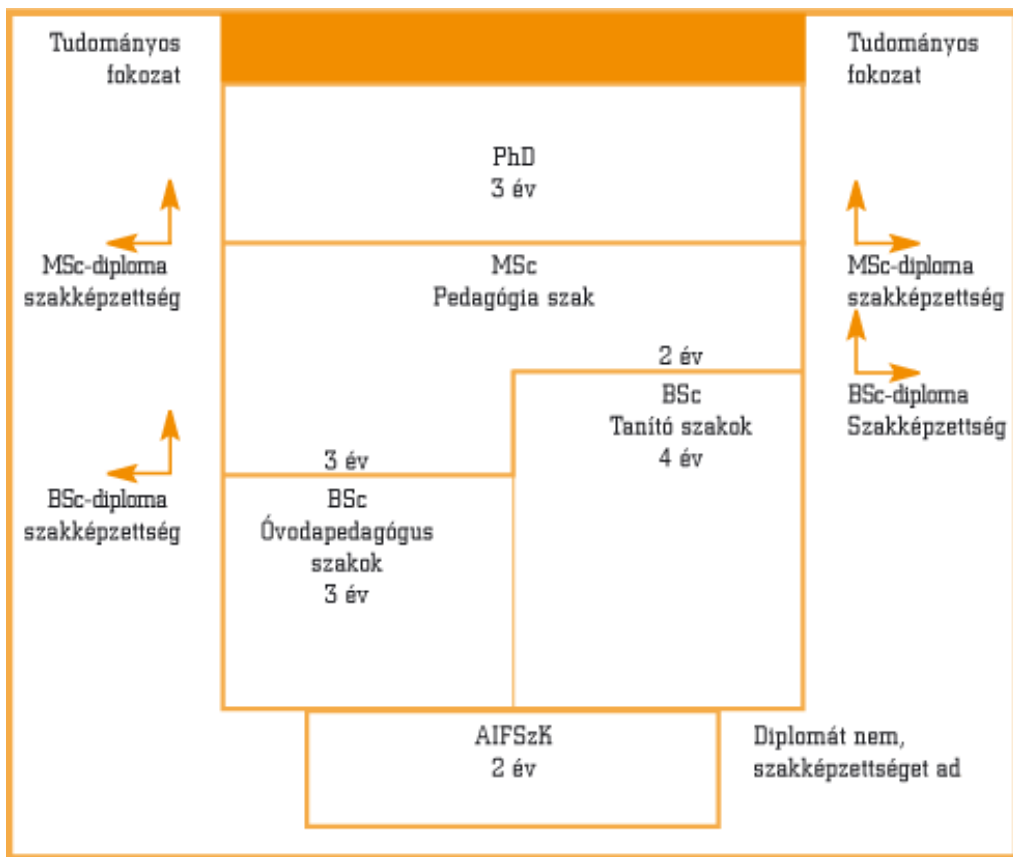 Tudományos
fokozat
Tudományos
fokozat
PhD
3 év
MSc-diploma
szakképzettség
MSc
Pedagógia szak
MSc-diploma
szakképzettség
2 év
BSc
Tanító szakok
4 év
BSc-diploma
Szakképzettség
3 év
BSc-diploma
szakképzettség
BSc
Óvodapedagógus
szakok
3 év
AIFSzK
2 év
Diplomát nem,
szakképzettséget ad